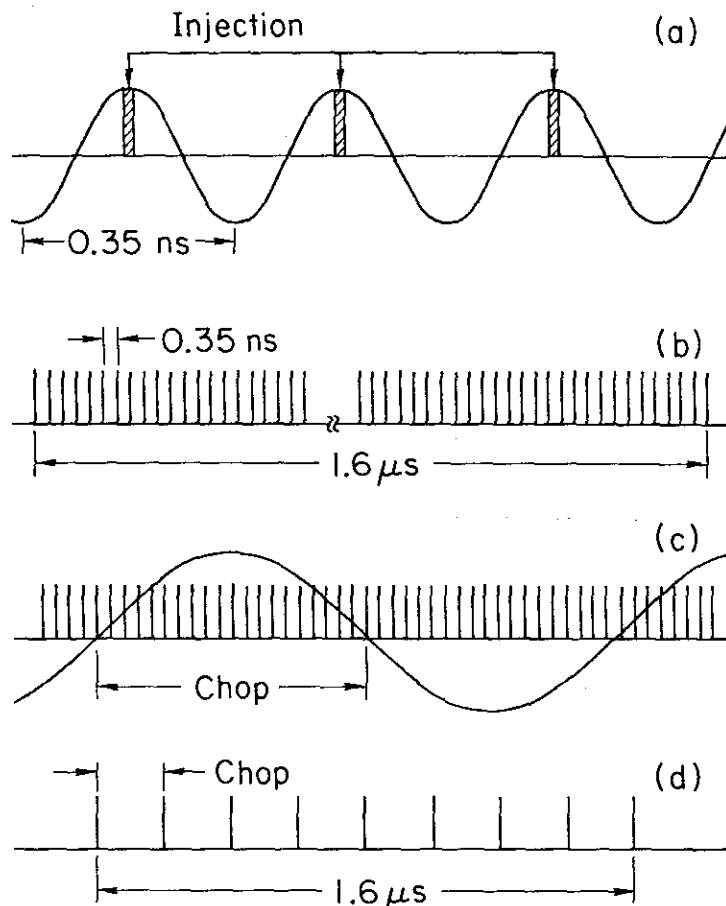 Injection
(a)
0.35 ns
0.35 ns
(b)
1.6 μs
(c)
Chop
Chop
(d)
1.6 μs